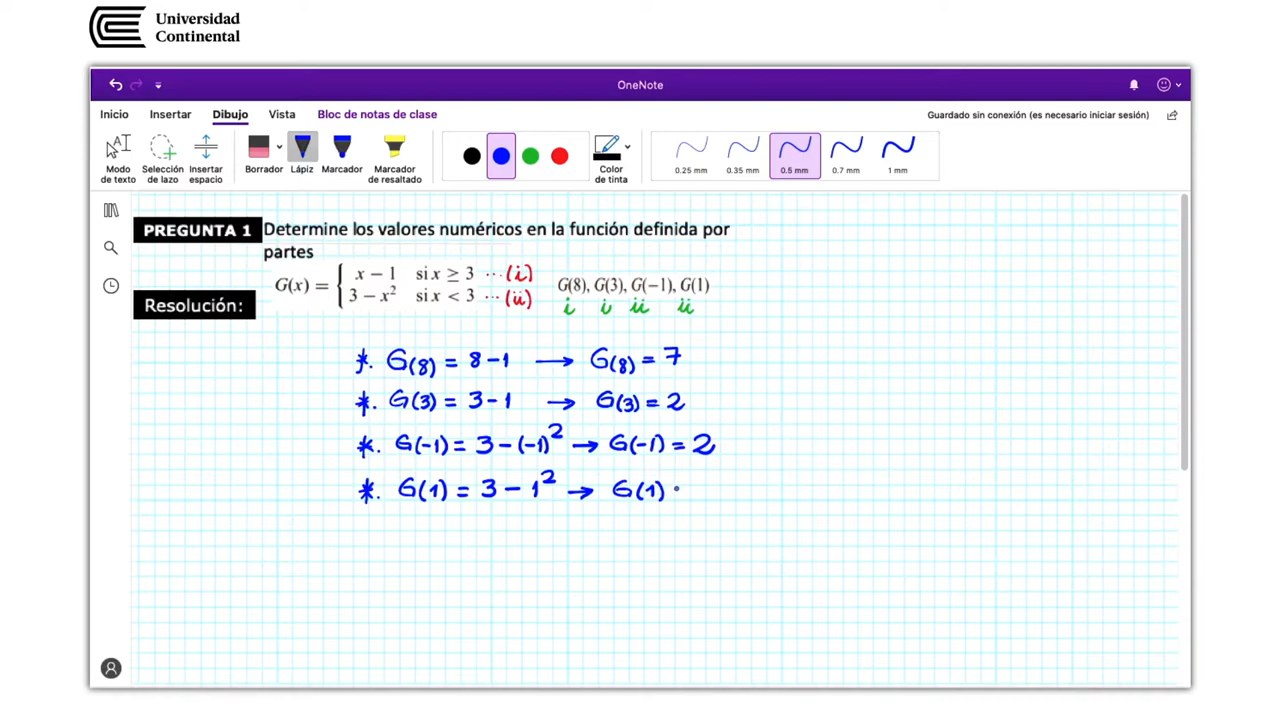 Universidad
Continental
OneNote
Inicio Insertar Dibujo Vista Bloc de notas de clase
Guardado sin conexión (es necesario iniciar sesión)
Modo de texto
Selección de lazo
Insertar espacio
Borrador
Lápiz
Marcador
Marcador de resaltado
Color de tinta
0.25 mm
0.35 mm
0.5 mm
0.7 mm
1 mm
PREGUNTA 1 Determine los valores numéricos en la función definida por
partes
G(x) = { x − 1 si x ≥ 3 ... (i)
3 − x² si x < 3 ... (ii)
G(8), G(3), G(−1), G(1)
i i ii ii
Resolución:
*. G(8) = 8 − 1 → G(8) = 7
*. G(3) = 3 − 1 → G(3) = 2
*. G(−1) = 3 − (−1)² → G(−1) = 2
*. G(1) = 3 − 1² → G(1)